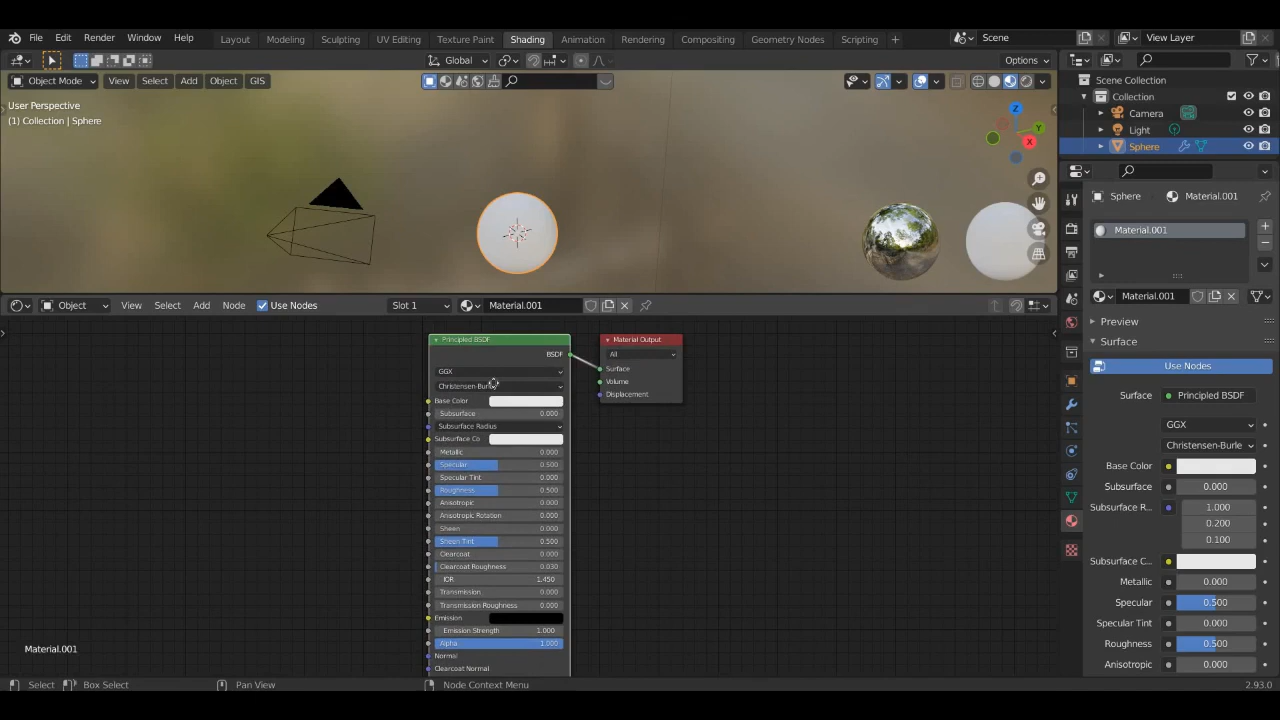 File Edit Render Window Help Layout Modeling Sculpting UV Editing Texture Paint Shading Animation Rendering Compositing Geometry Nodes Scripting + Scene View Layer
Global Options
Object Mode View Select Add Object GIS
User Perspective
(1) Collection | Sphere
X
Y
Z
Scene Collection
Collection
Camera
Light
Sphere
Sphere Material.001
Material.001
Material.001
Preview
Surface
Use Nodes
Surface Principled BSDF
GGX
Christensen-Burle
Base Color
Subsurface 0.000
Subsurface R... 1.000
0.200
0.100
Subsurface C...
Metallic 0.000
Specular 0.500
Specular Tint 0.000
Roughness 0.500
Anisotropic 0.000
Object View Select Add Node Use Nodes Slot 1 Material.001
Principled BSDF
BSDF
GGX
Christensen-Burley
Base Color
Subsurface 0.000
Subsurface Radius
Subsurface Co
Metallic 0.000
Specular 0.500
Specular Tint 0.000
Roughness 0.500
Anisotropic 0.000
Anisotropic Rotation 0.000
Sheen 0.000
Sheen Tint 0.500
Clearcoat 0.000
Clearcoat Roughness 0.030
IOR 1.450
Transmission 0.000
Transmission Roughness 0.000
Emission
Emission Strength 1.000
Alpha 1.000
Normal
Clearcoat Normal
Material Output
All
Surface
Volume
Displacement
Material.001
Select Box Select Pan View Node Context Menu 2.93.0